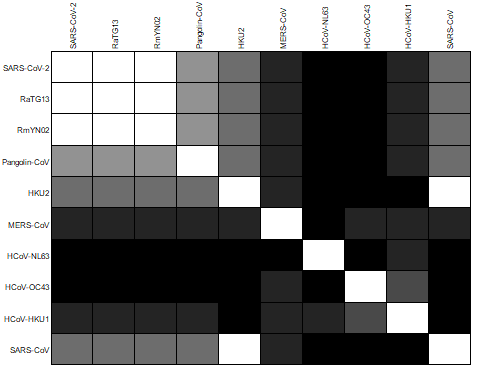 SARS-CoV-2
RaTG13
RmYN02
Pangolin-CoV
HKU2
MERS-CoV
HCoV-NL63
HCoV-OC43
HCoV-HKU1
SARS-CoV
SARS-CoV-2
RaTG13
RmYN02
Pangolin-CoV
HKU2
MERS-CoV
HCoV-NL63
HCoV-OC43
HCoV-HKU1
SARS-CoV